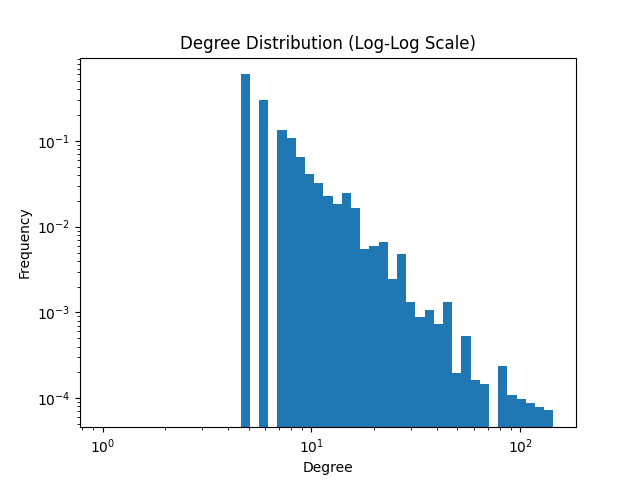 Degree Distribution (Log-Log Scale)
Frequency
10⁻¹
10⁻²
10⁻³
10⁻⁴
10⁰ 10¹ 10²
Degree